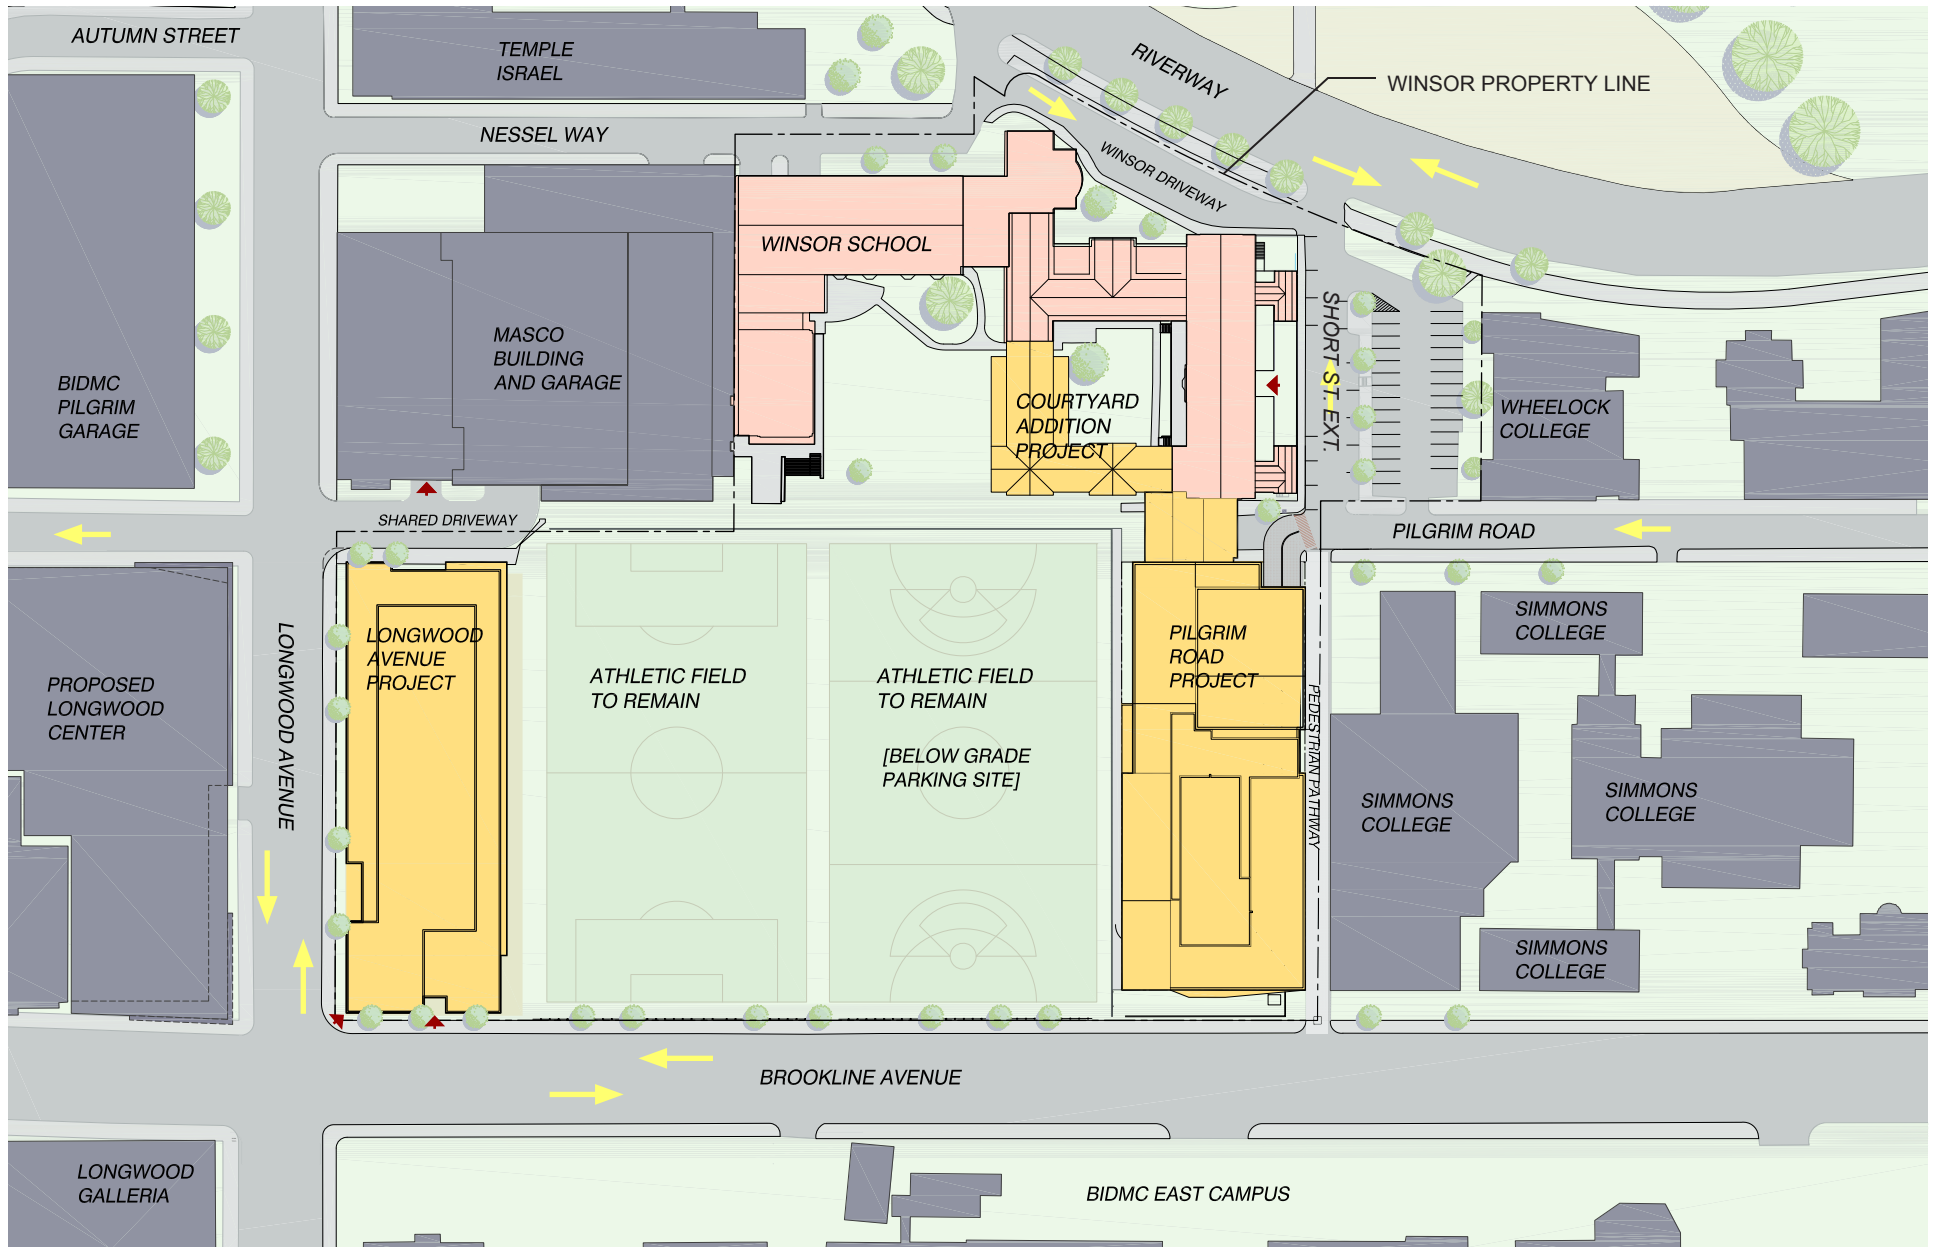 AUTUMN STREET
TEMPLE
ISRAEL
RIVERWAY
WINSOR PROPERTY LINE
NESSEL WAY
WINSOR DRIVEWAY
WINSOR SCHOOL
MASCO
BUILDING
AND GARAGE
BIDMC
PILGRIM
GARAGE
COURTYARD
ADDITION
PROJECT
SHORT ST. EXT.
WHEELOCK
COLLEGE
SHARED DRIVEWAY
PILGRIM ROAD
LONGWOOD
AVENUE
PROJECT
PILGRIM
ROAD
PROJECT
SIMMONS
COLLEGE
PROPOSED
LONGWOOD
CENTER
LONGWOOD AVENUE
ATHLETIC FIELD
TO REMAIN
ATHLETIC FIELD
TO REMAIN
[BELOW GRADE
PARKING SITE]
PEDESTRIAN PATHWAY
SIMMONS
COLLEGE
SIMMONS
COLLEGE
SIMMONS
COLLEGE
BROOKLINE AVENUE
LONGWOOD
GALLERIA
BIDMC EAST CAMPUS